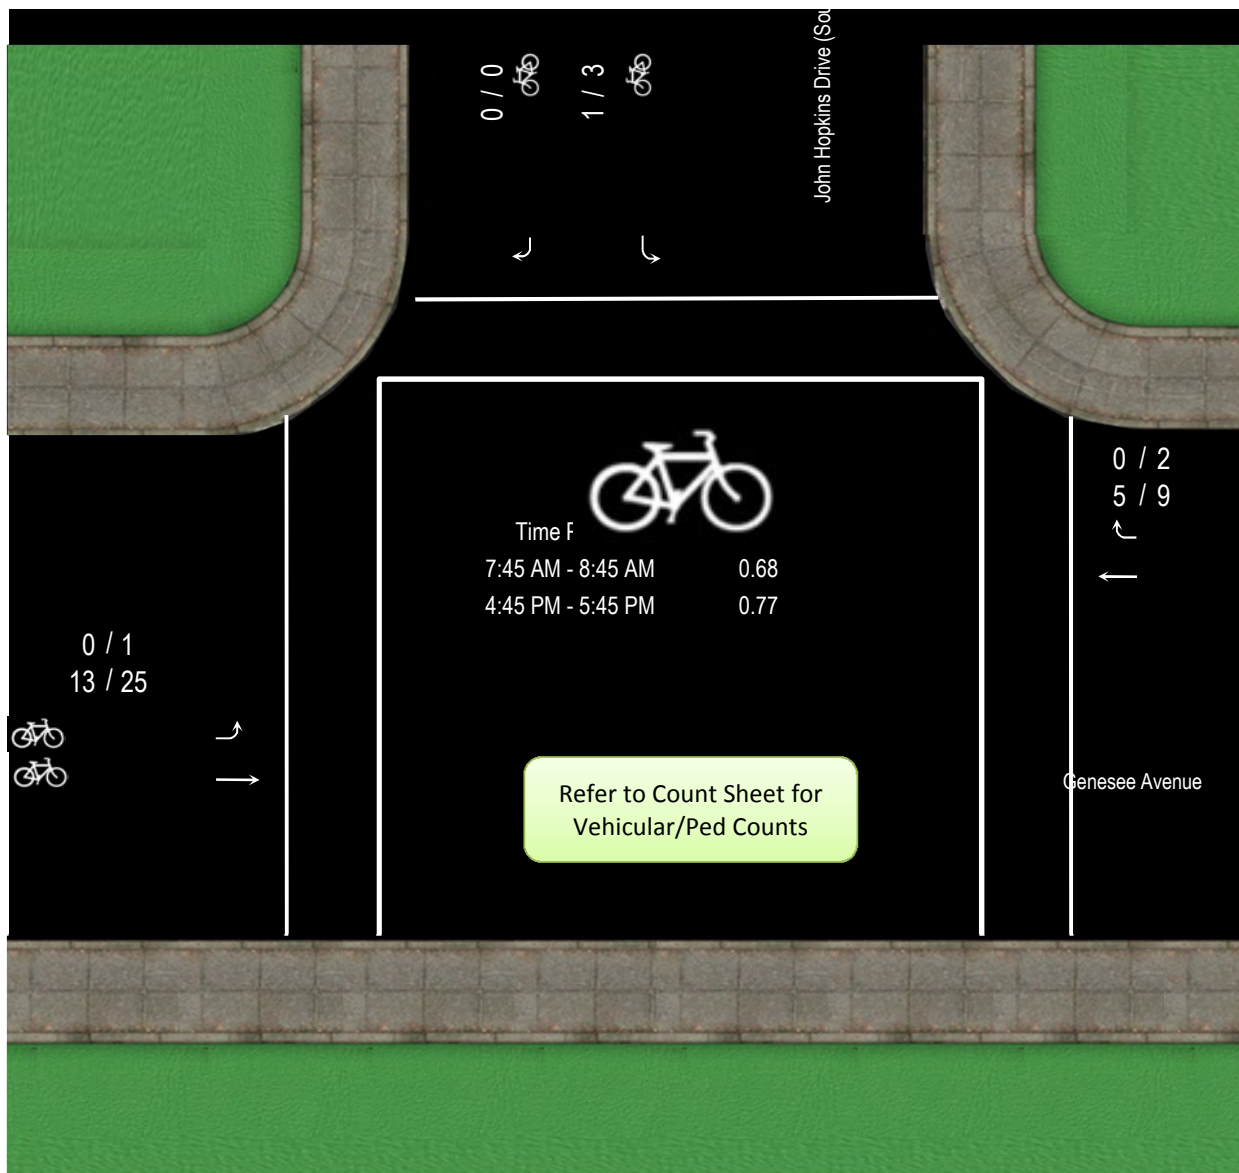 0 / 0
1 / 3
John Hopkins Drive (Sou
0 / 2
5 / 9
Time
7:45 AM - 8:45 AM 0.68
4:45 PM - 5:45 PM 0.77
0 / 1
13 / 25
Refer to Count Sheet for
Vehicular/Ped Counts
Genesee Avenue